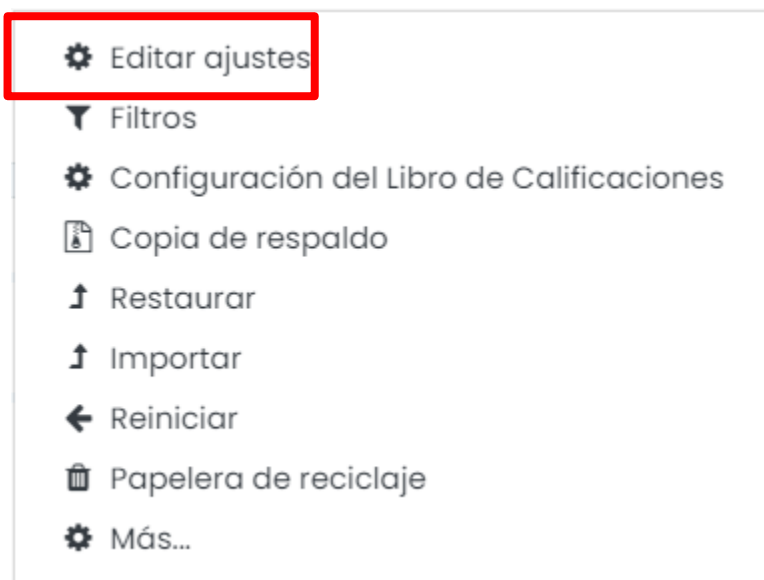 Editar ajustes
Filtros
Configuración del Libro de Calificaciones
Copia de respaldo
Restaurar
Importar
Reiniciar
Papelera de reciclaje
Más...